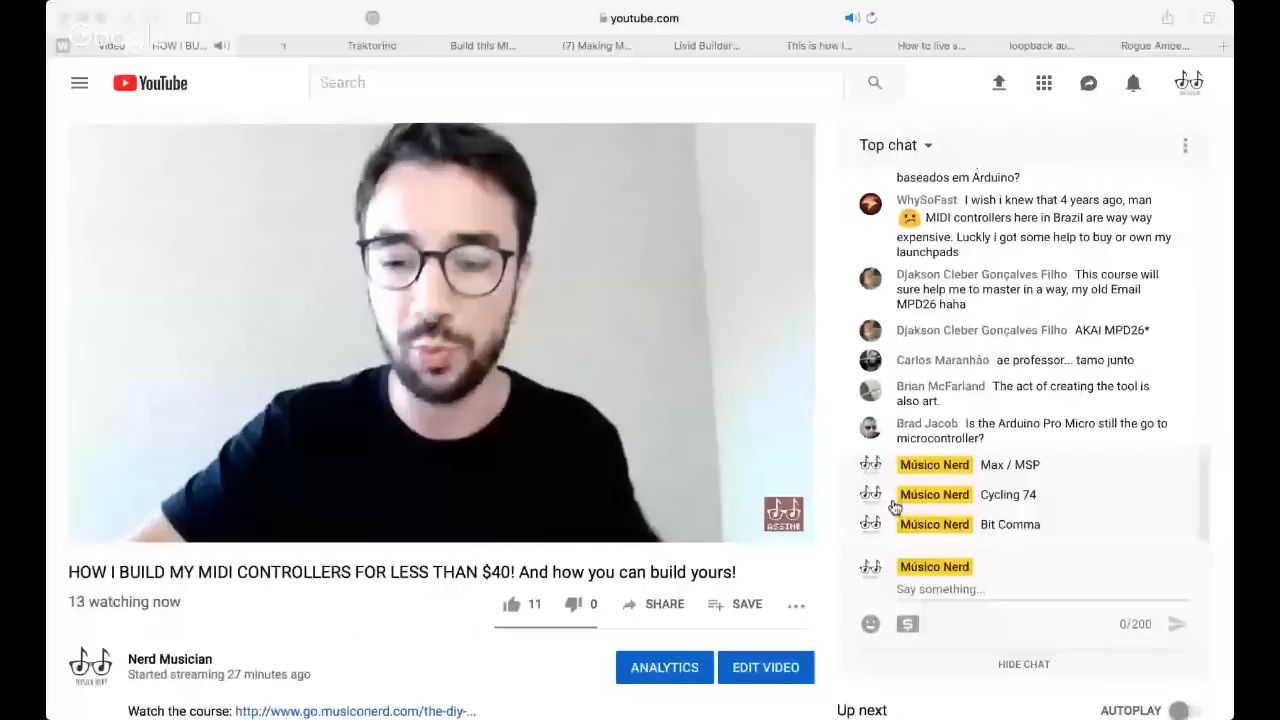 Google
youtube.com
W
Video
HOW I BU...
Traktorino
Build this MI...
(7) Making M...
Livid Builder...
This is how I...
How to live s...
loopback au...
Rogue Amoe...
YouTube
Search
ASSINE
Top chat
baseados em Arduino?
WhySoFast I wish i knew that 4 years ago, man
MIDI controllers here in Brazil are way way
expensive. Luckly i got some help to buy or own my
launchpads
Djakson Cleber Gonçalves Filho This course will
sure help me to master in a way, my old Email
MPD26 haha
Djakson Cleber Gonçalves Filho AKAI MPD26*
Carlos Maranhão ae professor... tamo junto
Brian McFarland The act of creating the tool is
also art.
Brad Jacob Is the Arduino Pro Micro still the go to
microcontroller?
Músico Nerd Max / MSP
Músico Nerd Cycling 74
Músico Nerd Bit Comma
Músico Nerd
Say something...
0/200
HIDE CHAT
HOW I BUILD MY MIDI CONTROLLERS FOR LESS THAN $40! And how you can build yours!
13 watching now
11
0
SHARE
SAVE
Nerd Musician
Started streaming 27 minutes ago
ANALYTICS
EDIT VIDEO
Watch the course: http://www.go.musiconerd.com/the-diy-...
Up next
AUTOPLAY